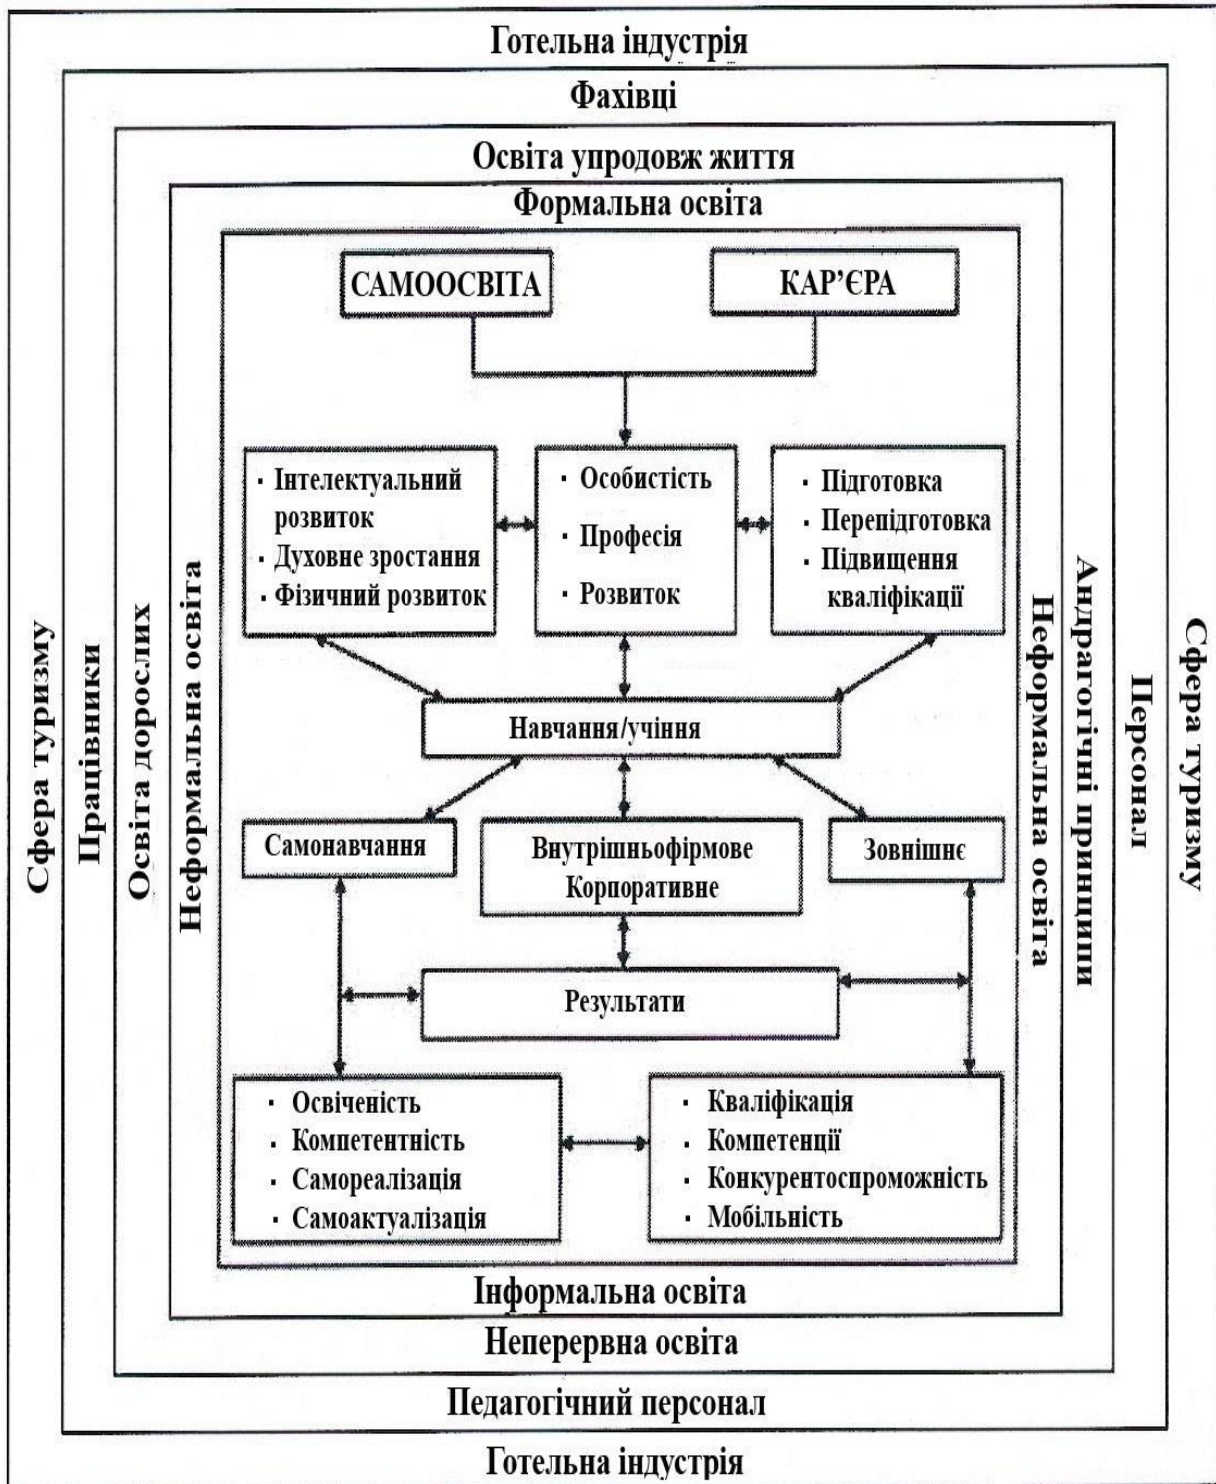 Готельна індустрія
Фахівці
Освіта упродовж життя
Формальна освіта
САМООСВІТА
КАР’ЄРА
· Інтелектуальний
розвиток
· Духовне зростання
· Фізичний розвиток
· Особистість
· Професія
· Розвиток
· Підготовка
· Перепідготовка
· Підвищення
кваліфікації
Навчання/учіння
Самонавчання
Внутрішньофірмове
Корпоративне
Зовнішнє
Результати
· Освіченість
· Компетентність
· Самореалізація
· Самоактуалізація
· Кваліфікація
· Компетенції
· Конкурентоспроможність
· Мобільність
Сфера туризму
Працівники
Освіта дорослих
Неформальна освіта
Неформальна освіта
Андрагогічні принципи
Персонал
Сфера туризму
Інформальна освіта
Неперервна освіта
Педагогічний персонал
Готельна індустрія